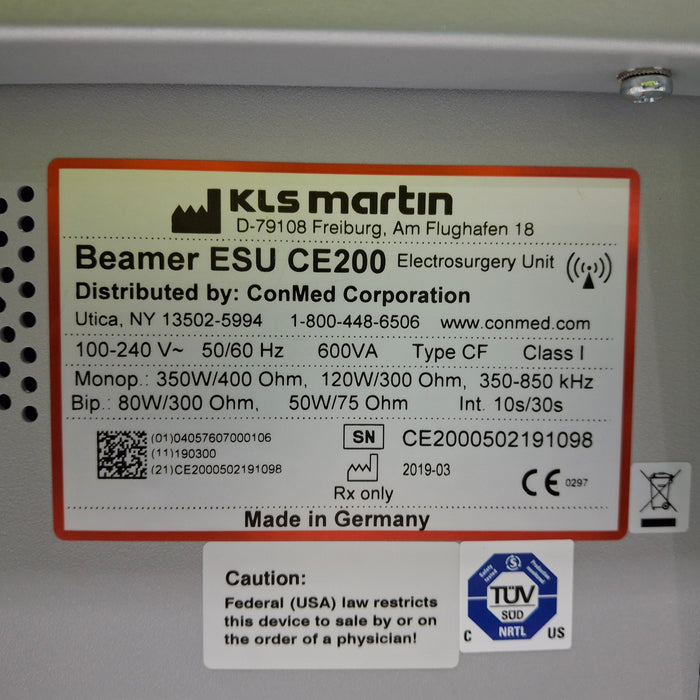 KLS martin
D-79108 Freiburg, Am Flughafen 18
Beamer ESU CE200 Electrosurgery Unit
Distributed by: ConMed Corporation
Utica, NY 13502-5994 1-800-448-6506 www.conmed.com
100-240 V~ 50/60 Hz 600VA Type CF Class I
Monop.: 350W/400 Ohm, 120W/300 Ohm, 350-850 kHz
Bip.: 80W/300 Ohm, 50W/75 Ohm Int. 10s/30s
(01)04057607000106
(11)190300
(21)CE2000502191098
SN CE2000502191098
2019-03
Rx only
CE 0297
Made in Germany
Caution:
Federal (USA) law restricts
this device to sale by or on
the order of a physician!
Safety tested
Production monitored
TÜV
SÜD
NRTL
C US